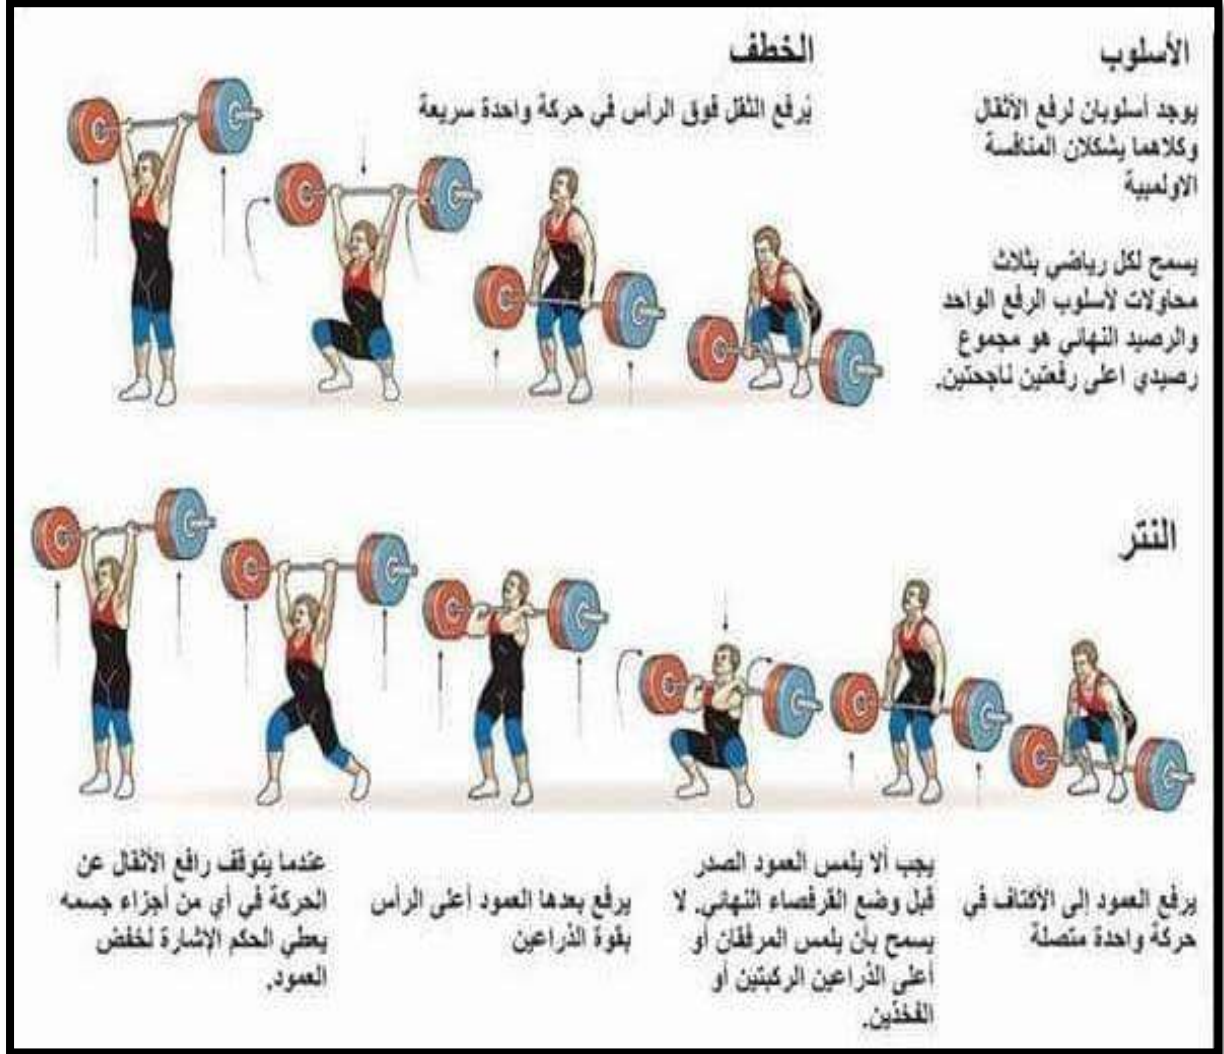 الأسلوب
يوجد أسلوبان لرفع الأثقال
وكلاهما يشكلان المنافسة
الاولمبية
يسمح لكل رياضي بثلاث
محاولات لأسلوب الرفع الواحد
والرصيد النهائي هو مجموع
رصيدي اعلى رفعتين ناجحتين.
الخطف
يُرفع الثقل فوق الرأس في حركة واحدة سريعة
النتر
يرفع العمود إلى الأكتاف في
حركة واحدة متصلة
يجب ألا يلمس العمود الصدر
قبل وضع القرفصاء النهائي. لا
يسمح بأن يلمس المرفقان أو
أعلى الذراعين الركبتين أو
الفخذين.
يرفع بعدها العمود أعلى الرأس
بقوة الذراعين
عندما يتوقف رافع الأثقال عن
الحركة في أي من أجزاء جسمه
يعطي الحكم الإشارة لخفض
العمود.